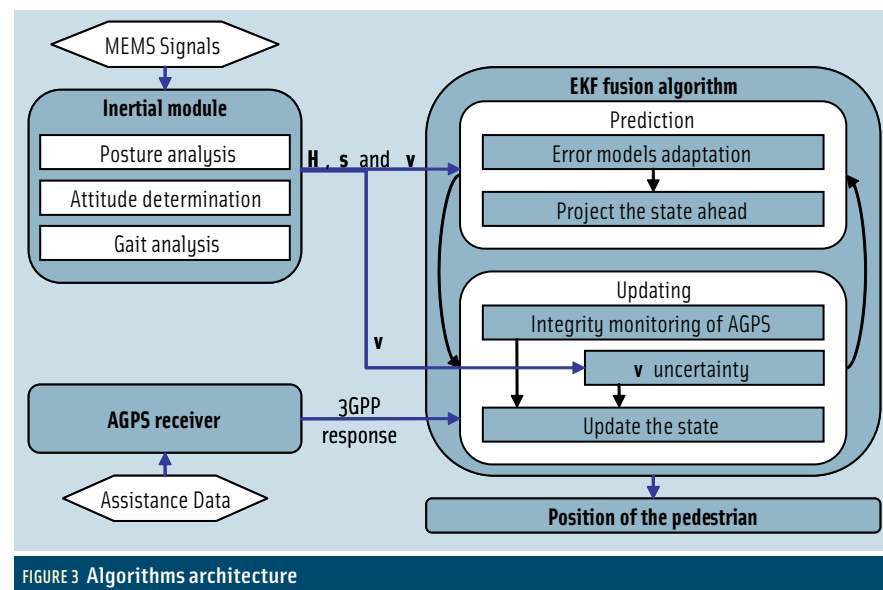 MEMS Signals
Inertial module
Posture analysis
Attitude determination
Gait analysis
H, s and v
v
AGPS receiver
3GPP
response
Assistance Data
EKF fusion algorithm
Prediction
Error models adaptation
Project the state ahead
Updating
Integrity monitoring of AGPS
v uncertainty
Update the state
Position of the pedestrian
FIGURE 3 Algorithms architecture